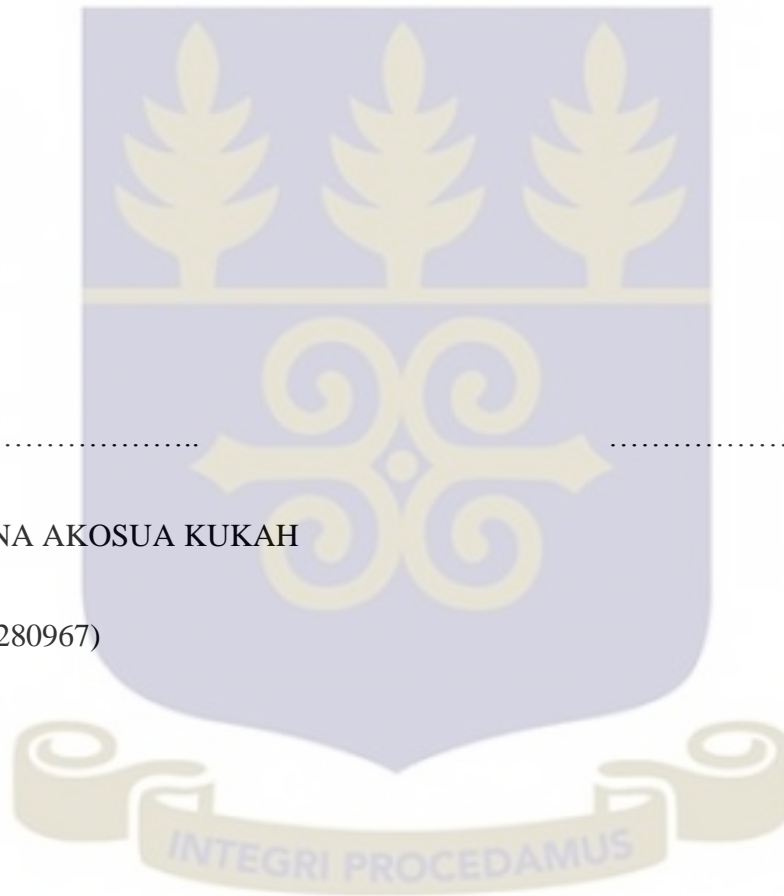 ………………….. ………………
NA AKOSUA KUKAH
280967)
INTEGRI PROCEDAMUS